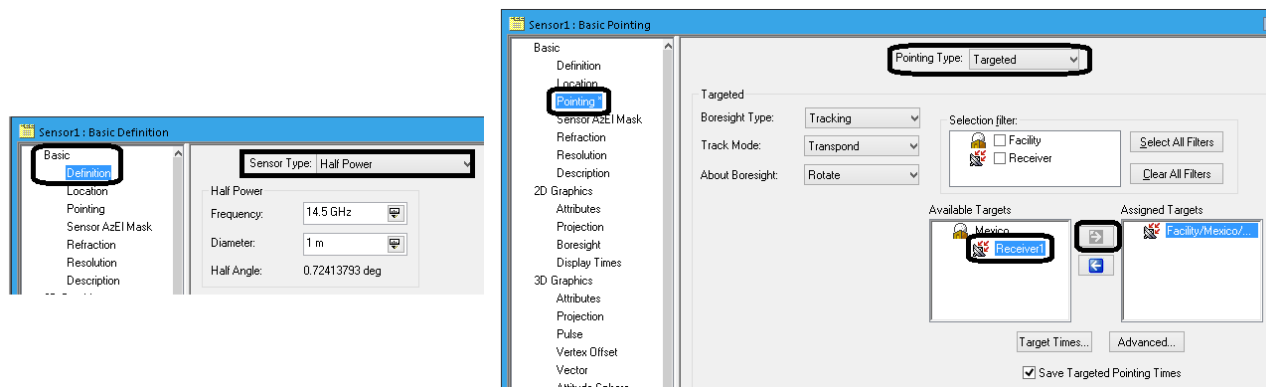 Sensor1 : Basic Definition
Basic
Definition
Location
Pointing
Sensor AzEl Mask
Refraction
Resolution
Description
Sensor Type: Half Power
Half Power
Frequency: 14.5 GHz
Diameter: 1 m
Half Angle: 0.72413793 deg
Sensor1 : Basic Pointing
Basic
Definition
Location
Pointing *
Sensor AzEl Mask
Refraction
Resolution
Description
2D Graphics
Attributes
Projection
Boresight
Display Times
3D Graphics
Attributes
Projection
Pulse
Vertex Offset
Vector
Attitude Sphere
Pointing Type: Targeted
Targeted
Boresight Type: Tracking
Track Mode: Transpond
About Boresight: Rotate
Selection filter:
Facility
Receiver
Select All Filters
Clear All Filters
Available Targets
Mexico
Receiver1
Assigned Targets
Facility/Mexico/...
Target Times...
Advanced...
Save Targeted Pointing Times